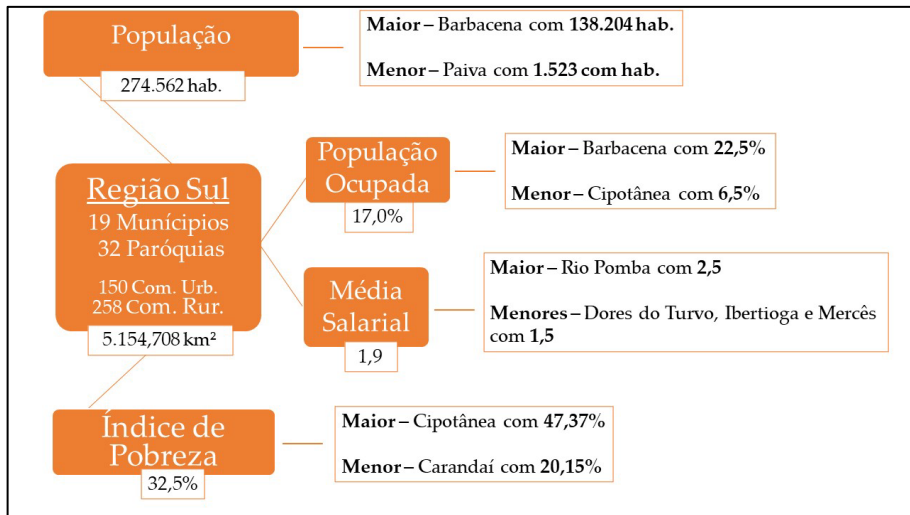 População
274.562 hab.
Maior – Barbacena com 138.204 hab.
Menor – Paiva com 1.523 com hab.
Região Sul
19 Munícipios
32 Paróquias
150 Com. Urb.
258 Com. Rur.
5.154,708 km²
População
Ocupada
17,0%
Maior – Barbacena com 22,5%
Menor – Cipotânea com 6,5%
Média
Salarial
1,9
Maior – Rio Pomba com 2,5
Menores – Dores do Turvo, Ibertioga e Mercês
com 1,5
Índice de
Pobreza
32,5%
Maior – Cipotânea com 47,37%
Menor – Carandaí com 20,15%